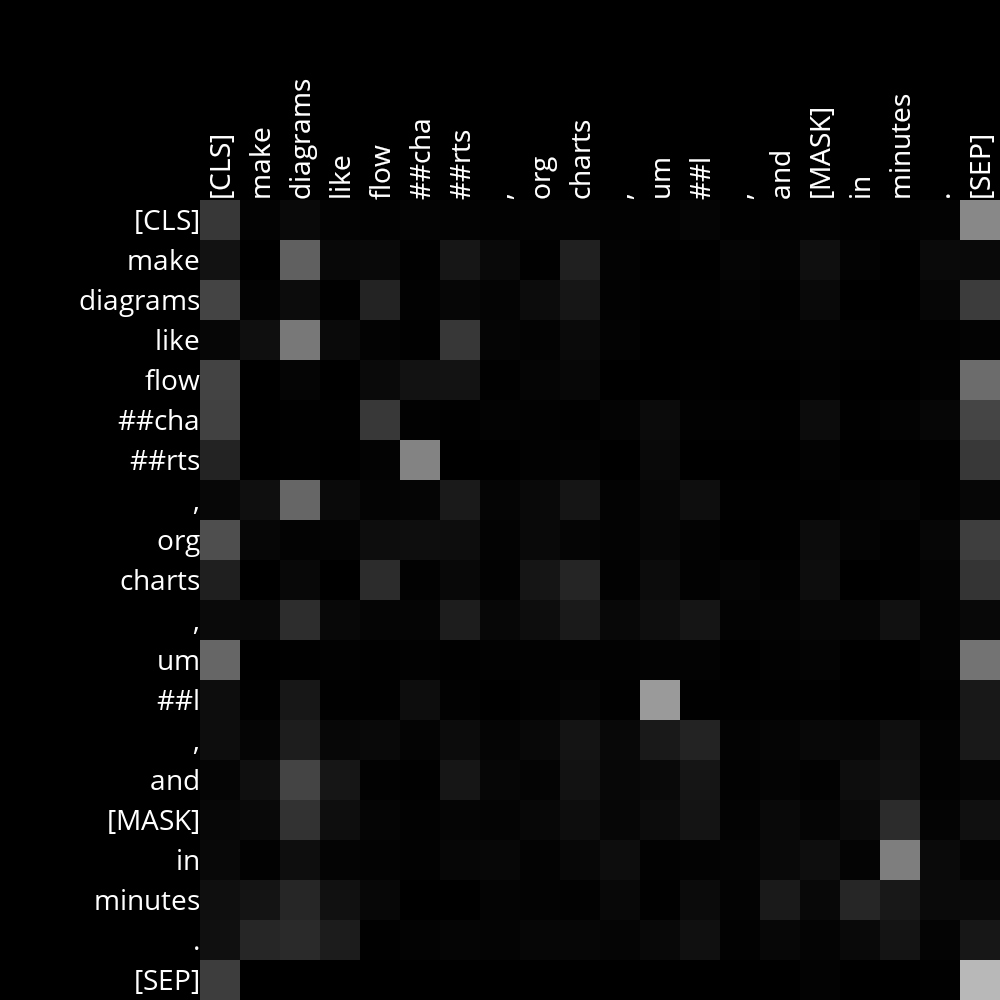 [CLS] make diagrams like flow ##cha ##rts , org charts , um ##l , and [MASK] in minutes . [SEP]
[CLS]
make
diagrams
like
flow
##cha
##rts
,
org
charts
,
um
##l
,
and
[MASK]
in
minutes
.
[SEP]